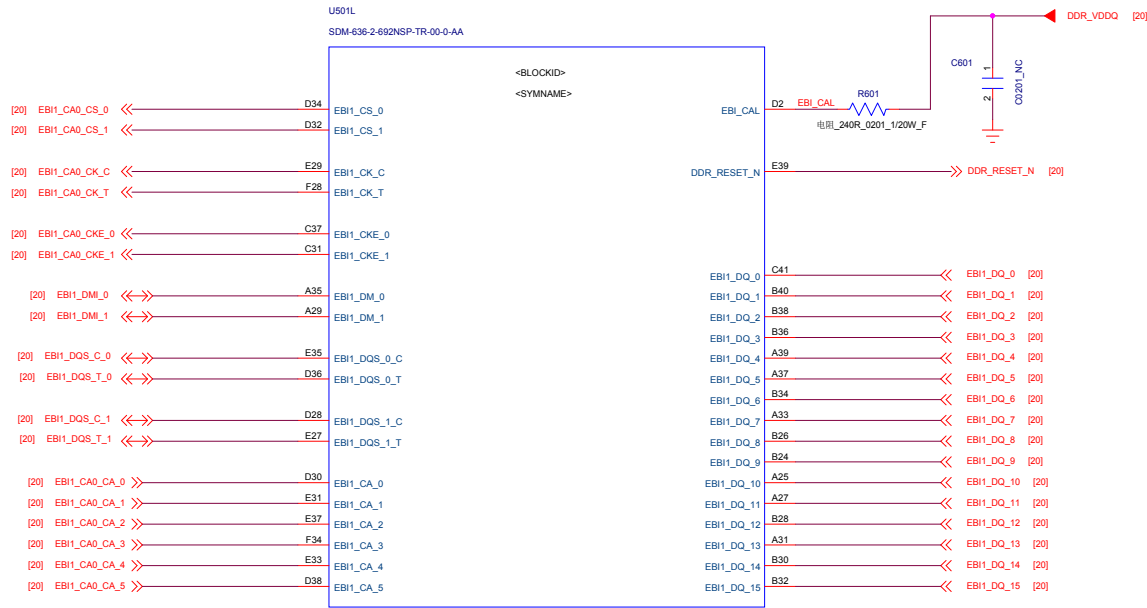 U501L
SDM-636-2-692NSP-TR-00-0-AA
<BLOCKID>
<SYMNAME>
DDR_VDDQ [20]
C601
1
2
C0201_NC
[20] EBI1_CA0_CS_0 D34 EBI1_CS_0
[20] EBI1_CA0_CS_1 D32 EBI1_CS_1
[20] EBI1_CA0_CK_C E29 EBI1_CK_C
[20] EBI1_CA0_CK_T F28 EBI1_CK_T
[20] EBI1_CA0_CKE_0 C37 EBI1_CKE_0
[20] EBI1_CA0_CKE_1 C31 EBI1_CKE_1
[20] EBI1_DMI_0 A35 EBI1_DM_0
[20] EBI1_DMI_1 A29 EBI1_DM_1
[20] EBI1_DQS_C_0 E35 EBI1_DQS_0_C
[20] EBI1_DQS_T_0 D36 EBI1_DQS_0_T
[20] EBI1_DQS_C_1 D28 EBI1_DQS_1_C
[20] EBI1_DQS_T_1 E27 EBI1_DQS_1_T
[20] EBI1_CA0_CA_0 D30 EBI1_CA_0
[20] EBI1_CA0_CA_1 E31 EBI1_CA_1
[20] EBI1_CA0_CA_2 E37 EBI1_CA_2
[20] EBI1_CA0_CA_3 F34 EBI1_CA_3
[20] EBI1_CA0_CA_4 E33 EBI1_CA_4
[20] EBI1_CA0_CA_5 D38 EBI1_CA_5
R601
EBI_CAL D2 EBI_CAL
电阻_240R_0201_1/20W_F
DDR_RESET_N E39 DDR_RESET_N [20]
EBI1_DQ_0 C41 EBI1_DQ_0 [20]
EBI1_DQ_1 B40 EBI1_DQ_1 [20]
EBI1_DQ_2 B38 EBI1_DQ_2 [20]
EBI1_DQ_3 B36 EBI1_DQ_3 [20]
EBI1_DQ_4 A39 EBI1_DQ_4 [20]
EBI1_DQ_5 A37 EBI1_DQ_5 [20]
EBI1_DQ_6 B34 EBI1_DQ_6 [20]
EBI1_DQ_7 A33 EBI1_DQ_7 [20]
EBI1_DQ_8 B26 EBI1_DQ_8 [20]
EBI1_DQ_9 B24 EBI1_DQ_9 [20]
EBI1_DQ_10 A25 EBI1_DQ_10 [20]
EBI1_DQ_11 A27 EBI1_DQ_11 [20]
EBI1_DQ_12 B28 EBI1_DQ_12 [20]
EBI1_DQ_13 A31 EBI1_DQ_13 [20]
EBI1_DQ_14 B30 EBI1_DQ_14 [20]
EBI1_DQ_15 B32 EBI1_DQ_15 [20]